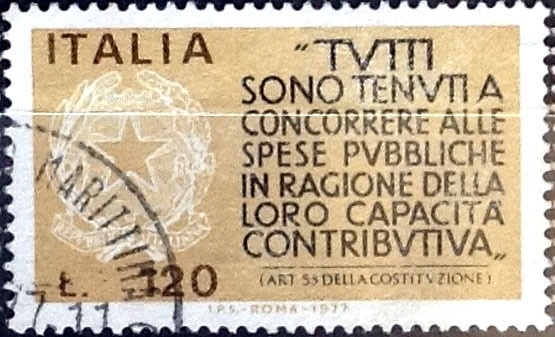 ITALIA
"TVTTI
SONO TENVTI A
CONCORRERE ALLE
SPESE PVBBLICHE
IN RAGIONE DELLA
LORO CAPACITÀ
CONTRIBVTIVA„
(ART 53 DELLA COSTITVZIONE)
L. 120
I.P.S.-ROMA-1977
MARITTIMA